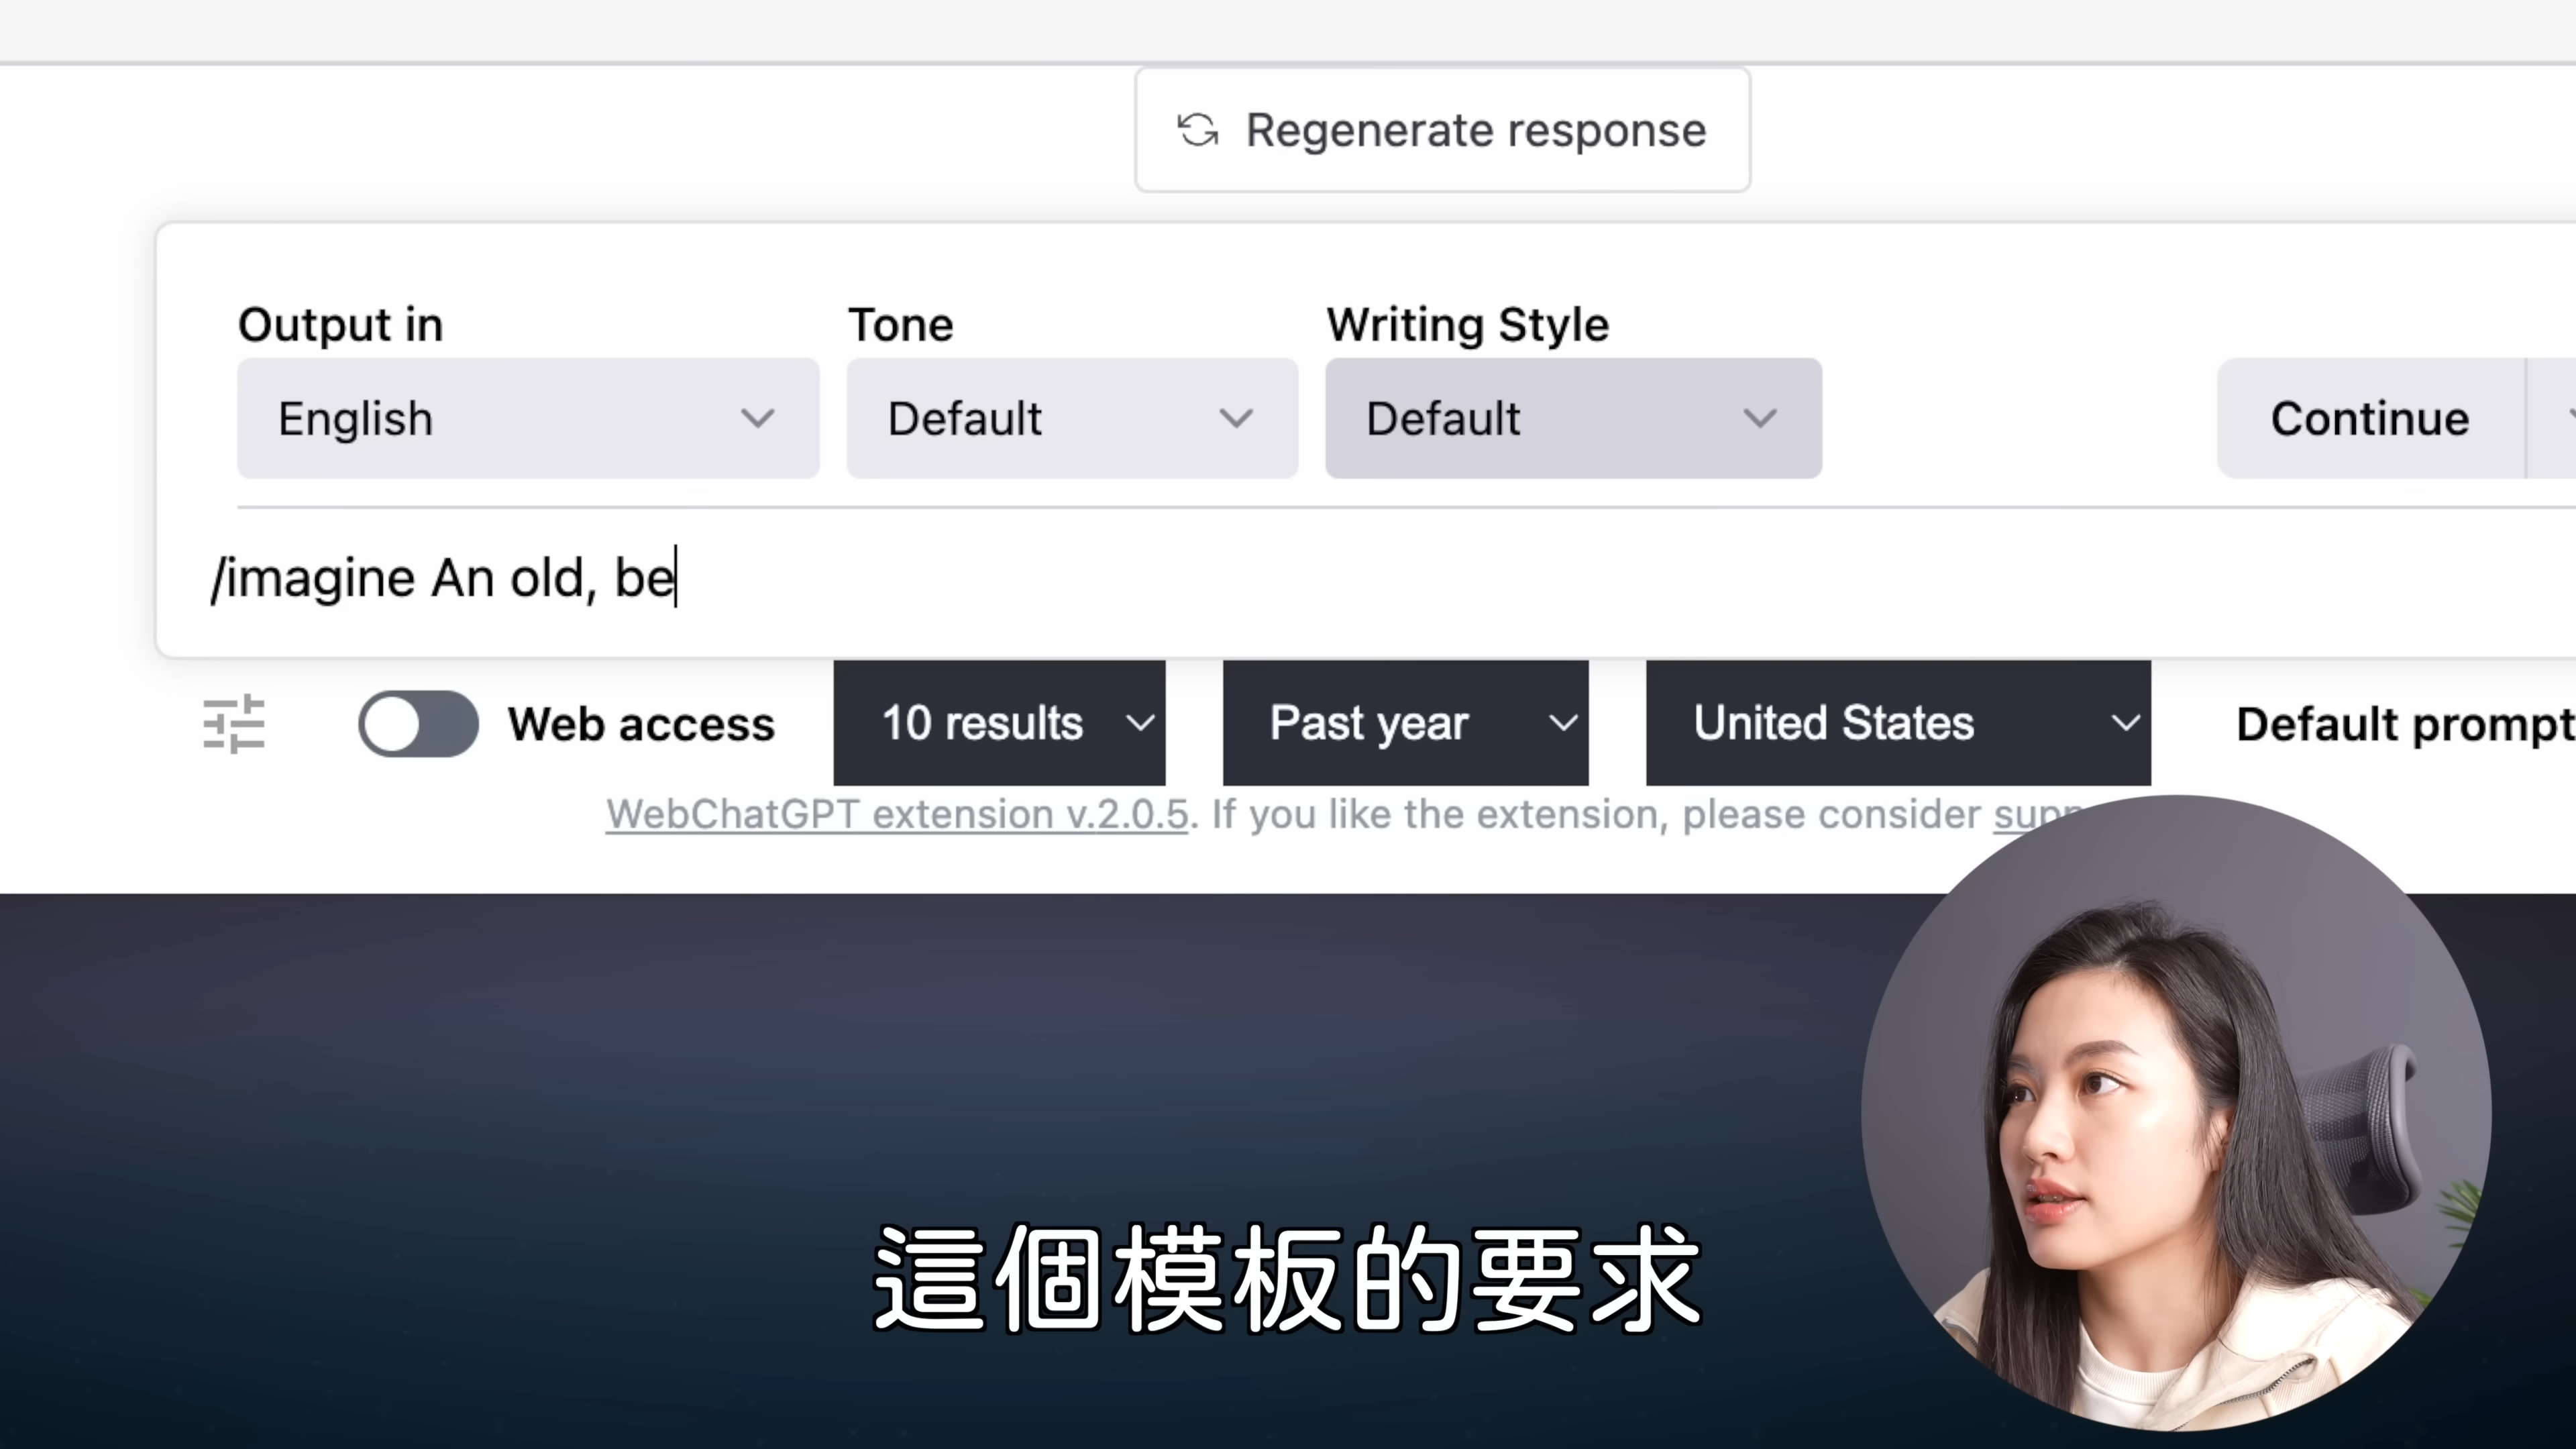 Regenerate response
Output in Tone Writing Style
English Default Default Continue
/imagine An old, be
Web access 10 results Past year United States Default prompt
WebChatGPT extension v.2.0.5. If you like the extension, please consider
這個模板的要求